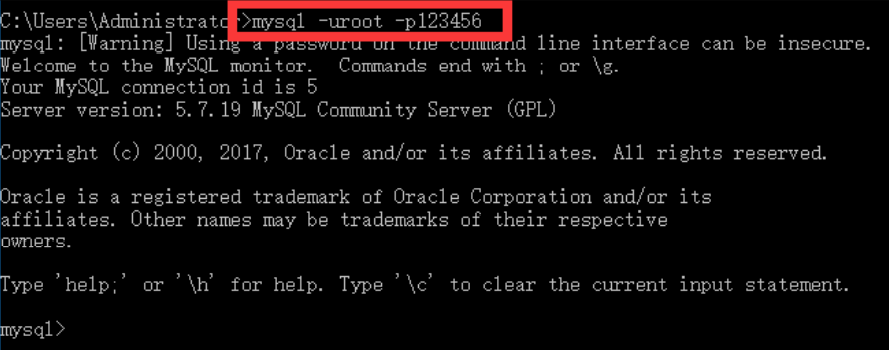 C:\Users\Administrator>mysql -uroot -p123456
mysql: [Warning] Using a password on the command line interface can be insecure.
Welcome to the MySQL monitor.  Commands end with ; or \g.
Your MySQL connection id is 5
Server version: 5.7.19 MySQL Community Server (GPL)
Copyright (c) 2000, 2017, Oracle and/or its affiliates. All rights reserved.
Oracle is a registered trademark of Oracle Corporation and/or its
affiliates. Other names may be trademarks of their respective
owners.
Type 'help;' or '\h' for help. Type '\c' to clear the current input statement.
mysql>